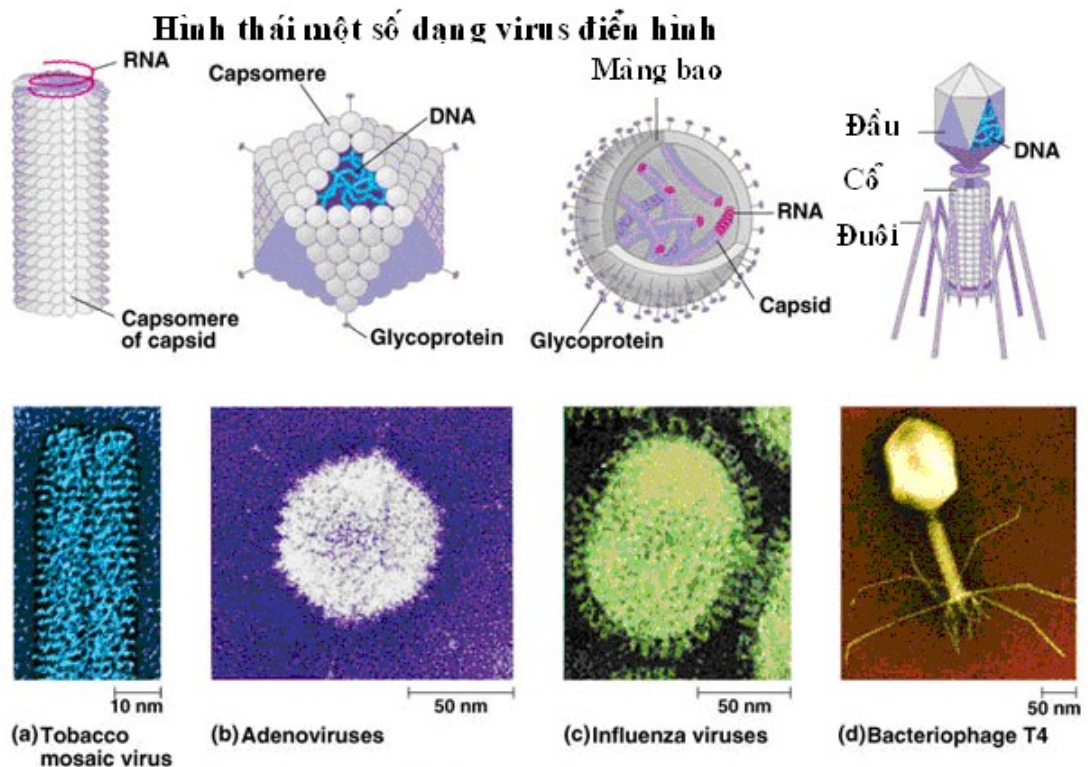 Hình thái một số dạng virus điển hình
RNA
Capsomere
of capsid
Capsomere
DNA
Glycoprotein
Màng bao
RNA
Capsid
Glycoprotein
Đầu
DNA
Cổ
Đuôi
10 nm
50 nm
50 nm
50 nm
(a) Tobacco
mosaic virus
(b) Adenoviruses
(c) Influenza viruses
(d) Bacteriophage T4